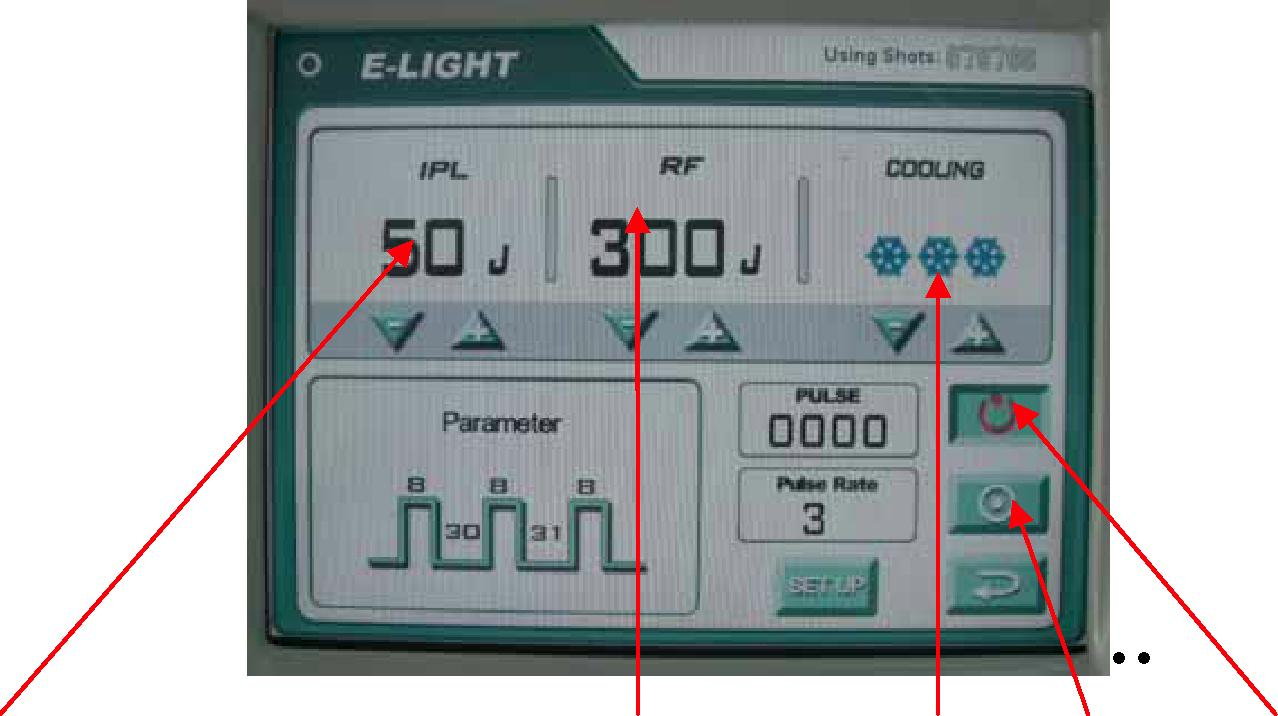 E-LIGHT
Using Shots:
IPL
RF
COOLING
50 J
300 J
Parameter
8 8 8
30 31
PULSE
0000
Pulse Rate
3
SET UP